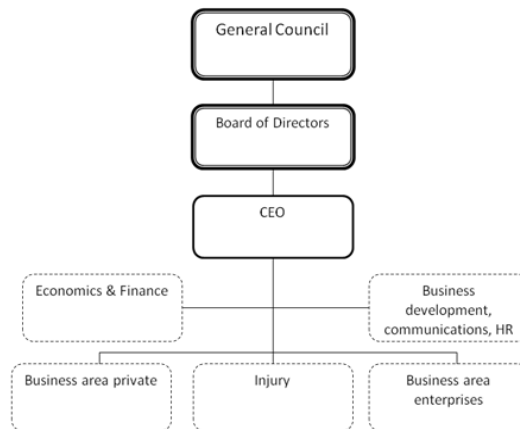 General Council
Board of Directors
CEO
Economics & Finance
Business
development,
communications, HR
Business area private
Injury
Business area
enterprises